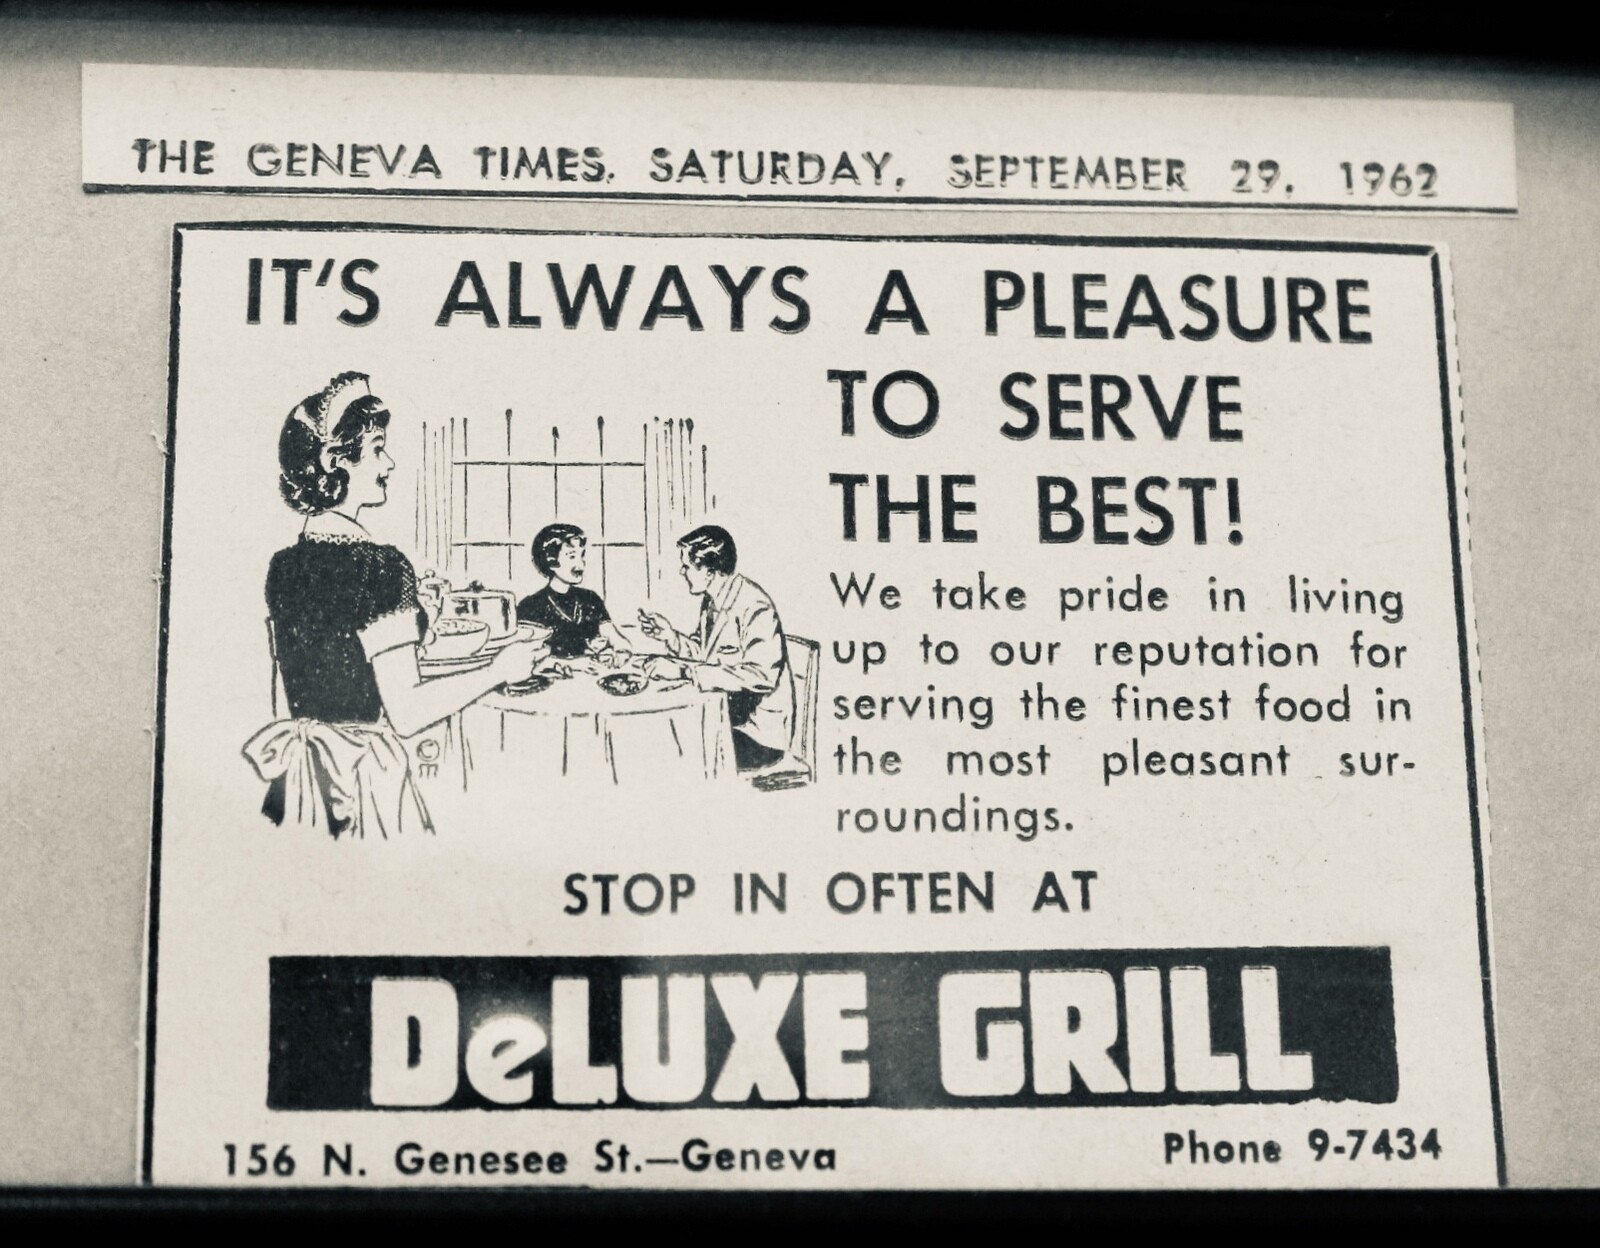 THE GENEVA TIMES, SATURDAY, SEPTEMBER 29, 1962
IT'S ALWAYS A PLEASURE
TO SERVE
THE BEST!
We take pride in living
up to our reputation for
serving the finest food in
the most pleasant sur-
roundings.
STOP IN OFTEN AT
DeLUXE GRILL
156 N. Genesee St.—Geneva
Phone 9-7434